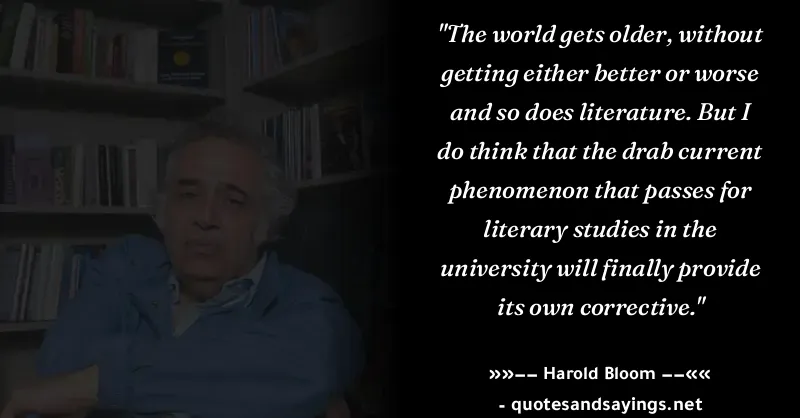 "The world gets older, without
getting either better or worse
and so does literature. But I
do think that the drab current
phenomenon that passes for
literary studies in the
university will finally provide
its own corrective."
»»−− Harold Bloom −−««
- quotesandsayings.net